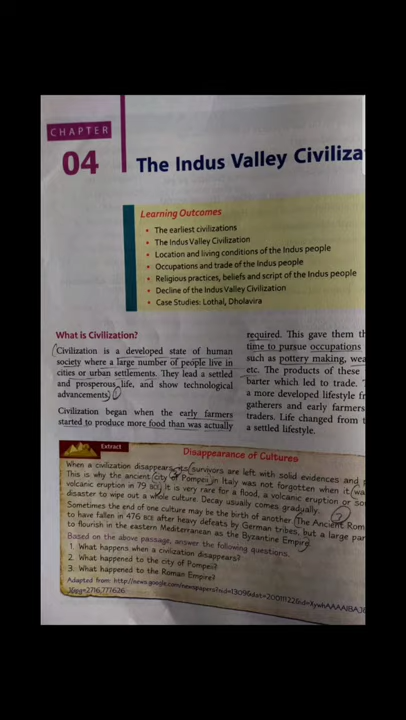 CHAPTER
04
The Indus Valley Civiliza
Learning Outcomes
• The earliest civilizations
• The Indus Valley Civilization
• Location and living conditions of the Indus people
• Occupations and trade of the Indus people
• Religious practices, beliefs and script of the Indus people
• Decline of the Indus Valley Civilization
• Case Studies: Lothal, Dholavira
What is Civilization?
Civilization is a developed state of human
society where a large number of people live in
cities or urban settlements. They lead a settled
and prosperous life, and show technological
advancements.
Civilization began when the early farmers
started to produce more food than was actually
required. This gave them th
time to pursue occupations
such as pottery making, wea
etc. The products of these
barter which led to trade. T
a more developed lifestyle fr
gatherers and early farmers
traders. Life changed from t
a settled lifestyle.
Extract
Disappearance of Cultures
When a civilization disappears, its survivors are left with solid evidences and
This is why the ancient city of Pompeii in Italy was not forgotten when it wa
volcanic eruption in 79 BCE. It is very rare for a flood, a volcanic eruption or so
disaster to wipe out a whole culture. Decay usually comes gradually.
Sometimes the end of one culture may be the birth of another. The Ancient Rom
to have fallen in 476 BCE after heavy defeats by German tribes, but a large par
to flourish in the eastern Mediterranean as the Byzantine Empire.
Based on the above passage, answer the following questions.
1 What happens when a civilization disappears?
2. What happened to the city of Pompeii?
3. What happened to the Roman Empire?
Adapted from: http://news.google.com/newspapers?nid=1309&dat=20011122&id=XywhAAAAIBAJ&